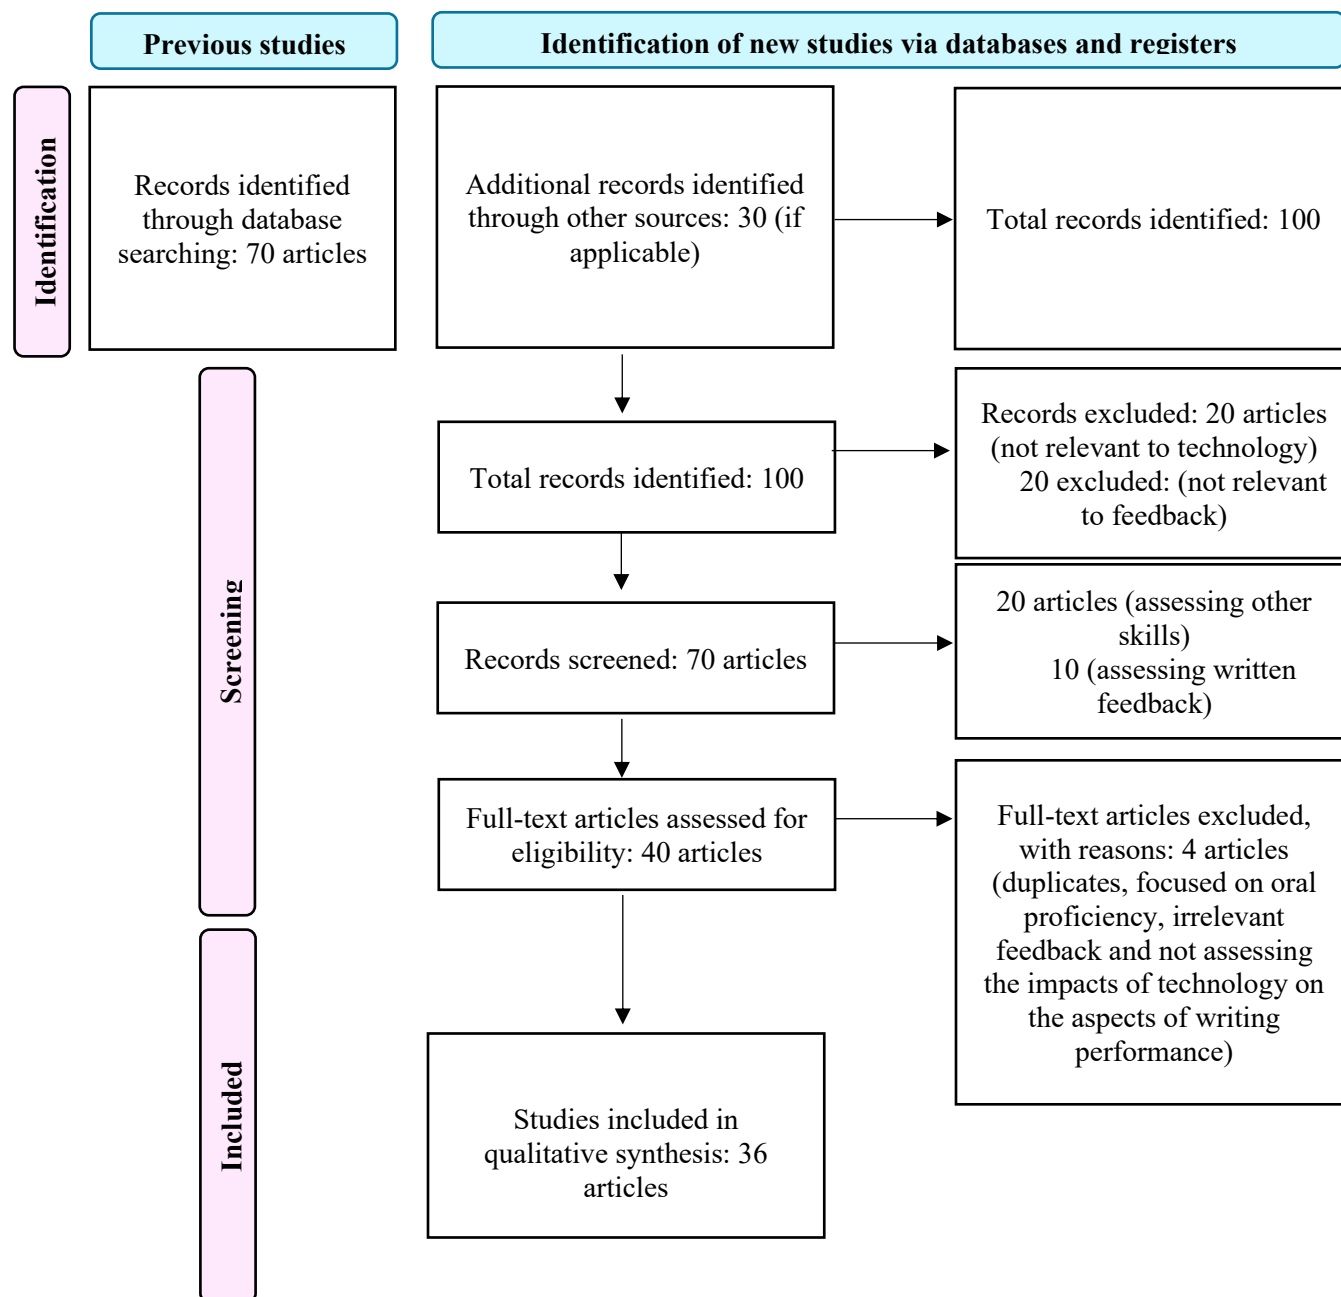 Previous studies
Identification of new studies via databases and registers
Identification
Records identified
through database
searching: 70 articles
Additional records identified
through other sources: 30 (if
applicable)
Total records identified: 100
Screening
Total records identified: 100
Records excluded: 20 articles
(not relevant to technology)
20 excluded: (not relevant
to feedback)
Records screened: 70 articles
20 articles (assessing other
skills)
10 (assessing written
feedback)
Full-text articles assessed for
eligibility: 40 articles
Full-text articles excluded,
with reasons: 4 articles
(duplicates, focused on oral
proficiency, irrelevant
feedback and not assessing
the impacts of technology on
the aspects of writing
performance)
Included
Studies included in
qualitative synthesis: 36
articles